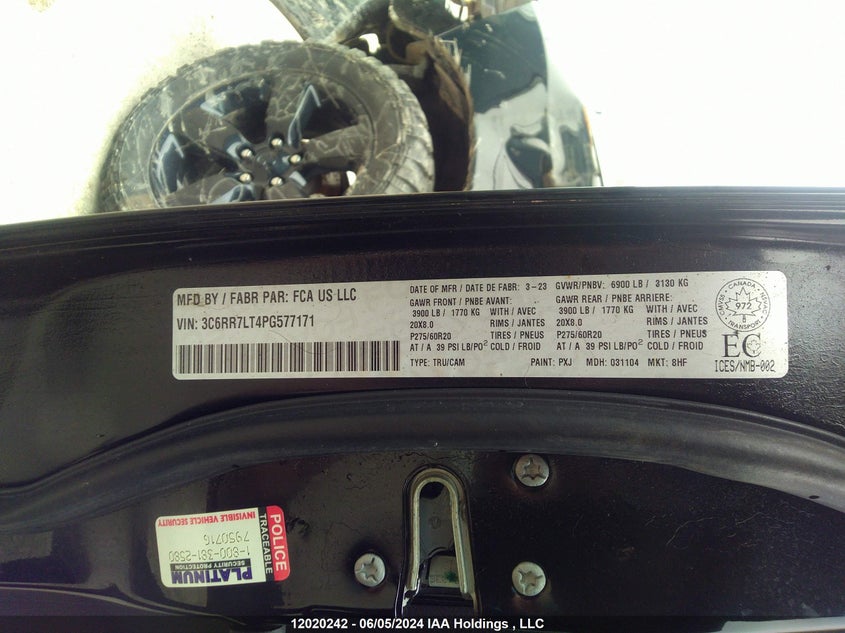 MFD BY / FABR PAR: FCA US LLC
VIN: 3C6RR7LT4PG577171
DATE OF MFR / DATE DE FABR: 3-23
GVWR/PNBV: 6900 LB / 3130 KG
GAWR FRONT / PNBE AVANT:
3900 LB / 1770 KG WITH / AVEC
20X8.0 RIMS / JANTES
P275/60R20 TIRES / PNEUS
AT / A 39 PSI LB/PO² COLD / FROID
GAWR REAR / PNBE ARRIERE:
3900 LB / 1770 KG WITH / AVEC
20X8.0 RIMS / JANTES
P275/60R20 TIRES / PNEUS
AT / A 39 PSI LB/PO² COLD / FROID
TYPE: TRU/CAM
PAINT: PXJ
MDH: 031104
MKT: 8HF
CANADA
972
TRANSPORT
EC
ICES/NMB-002
POLICE
TRACEABLE
INVISIBLE VEHICLE SECURITY
7950716
1-800-381-2580
SECURITY PROTECTION
PLATINUM
12020242 - 06/05/2024 IAA Holdings , LLC